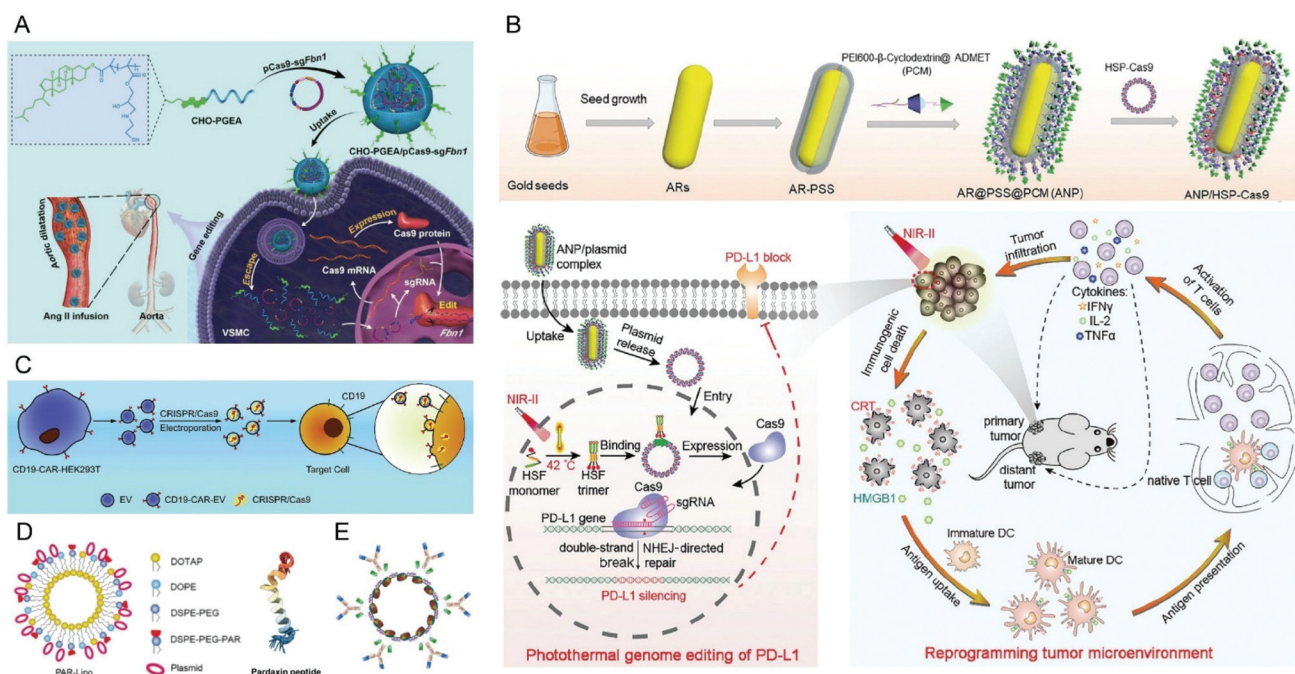 A
pCas9-sgFbn1
CHO-PGEA
Uptake
CHO-PGEA/pCas9-sgFbn1
Aortic dilatation
Ang II infusion
Aorta
Gene editing
Escape
VSMC
Expression
Cas9 protein
Cas9 mRNA
sgRNA
Edit
Fbn1
B
Gold seeds
Seed growth
ARs
AR-PSS
PEI600-β-Cyclodextrin@ ADMET
(PCM)
AR@PSS@PCM (ANP)
HSP-Cas9
ANP/HSP-Cas9
ANP/plasmid
complex
PD-L1 block
Uptake
Plasmid
release
Entry
NIR-II
42 °C
HSF
monomer
HSF
trimer
Binding
Expression
Cas9
Cas9
sgRNA
PD-L1 gene
double-strand
break
NHEJ-directed
repair
PD-L1 silencing
Photothermal genome editing of PD-L1
NIR-II
Tumor
infiltration
Cytokines:
IFNγ
IL-2
TNFα
Activation
of T cells
Immunogenic
cell death
CRT
HMGB1
primary
tumor
distant
tumor
native T cell
Immature DC
Mature DC
Antigen uptake
Antigen presentation
Reprogramming tumor microenvironment
C
CD19-CAR-HEK293T
CRISPR/Cas9
Electroporation
CD19
Target Cell
EV
CD19-CAR-EV
CRISPR/Cas9
D
DOTAP
DOPE
DSPE-PEG
DSPE-PEG-PAR
Plasmid
PAR-Lipo
Pardaxin peptide
E